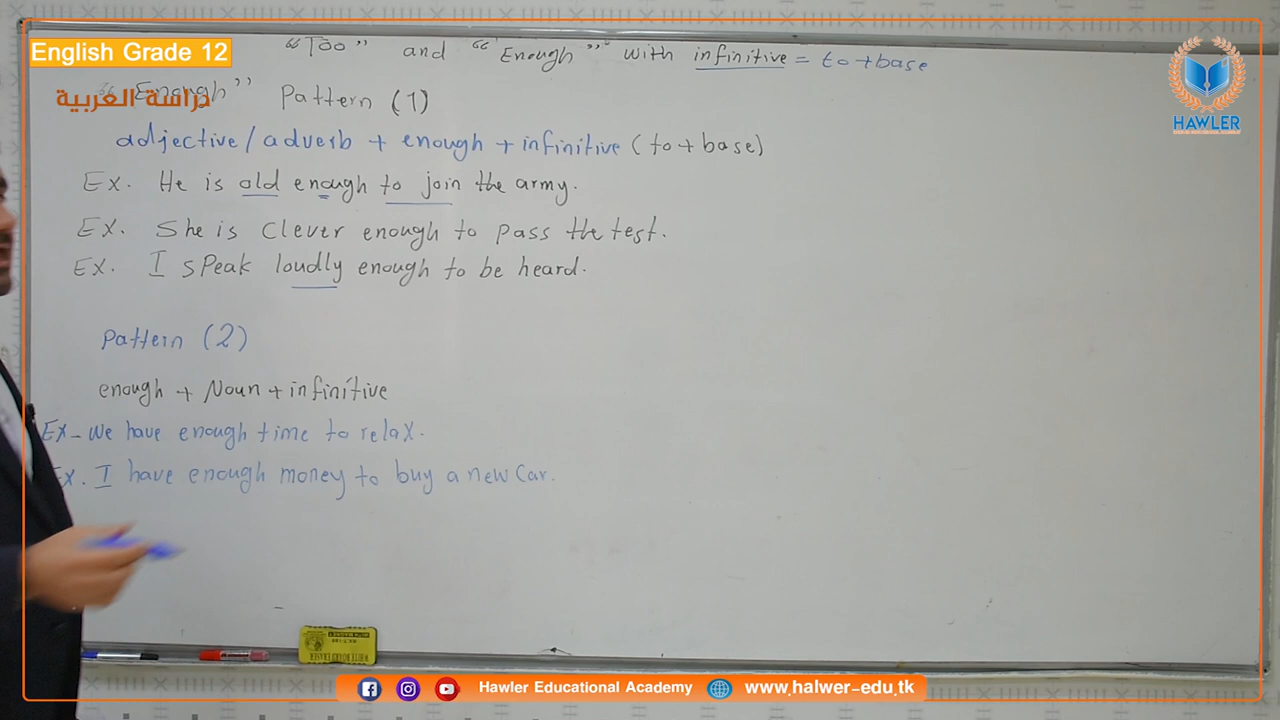 English Grade 12
"Too" and "Enough" with infinitive = to+base
"Enough" Pattern (1)
دراسة العربية
HAWLER
adjective/adverb + enough + infinitive (to+base)
Ex. He is old enough to join the army.
Ex. She is clever enough to pass the test.
Ex. I speak loudly enough to be heard.
Pattern (2)
enough + Noun + infinitive
Ex- We have enough time to relax.
Ex. I have enough money to buy a new car.
WHITE BOARD ERASER
Hawler Educational Academy www.halwer-edu.tk